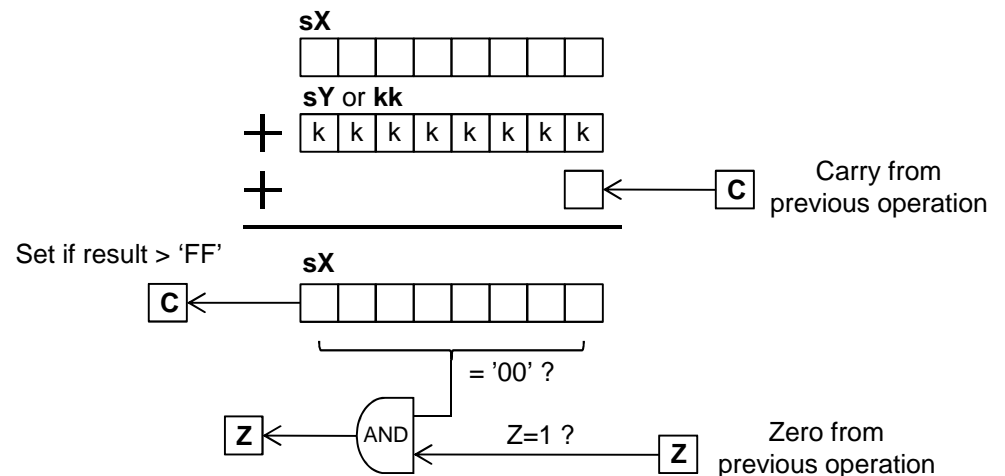 sX
sY or kk
k k k k k k k k
C
Carry from
previous operation
Set if result > ‘FF’
sX
C
= ’00’ ?
Z
AND
Z=1 ?
Z
Zero from
previous operation